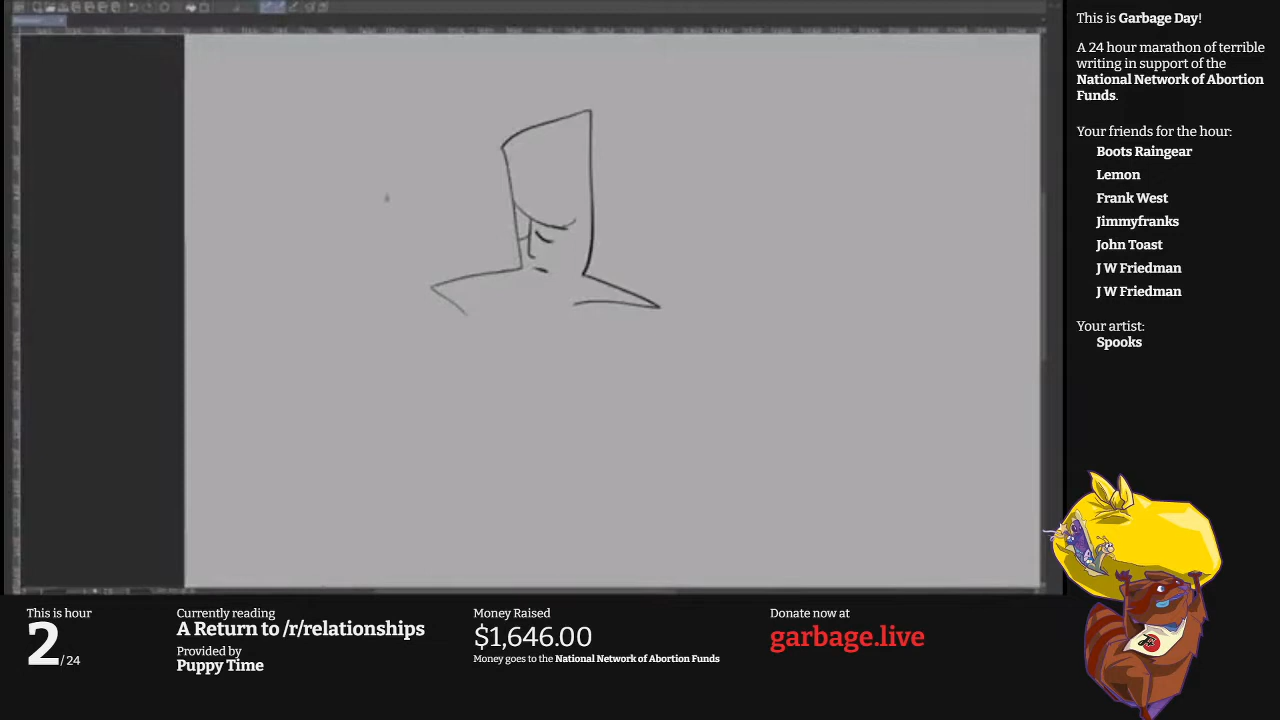 This is Garbage Day!
A 24 hour marathon of terrible
writing in support of the
National Network of Abortion
Funds.
Your friends for the hour:
Boots Raingear
Lemon
Frank West
Jimmyfranks
John Toast
J W Friedman
J W Friedman
Your artist:
Spooks
This is hour
2/24
Currently reading
A Return to /r/relationships
Provided by
Puppy Time
Money Raised
$1,646.00
Money goes to the National Network of Abortion Funds
Donate now at
garbage.live